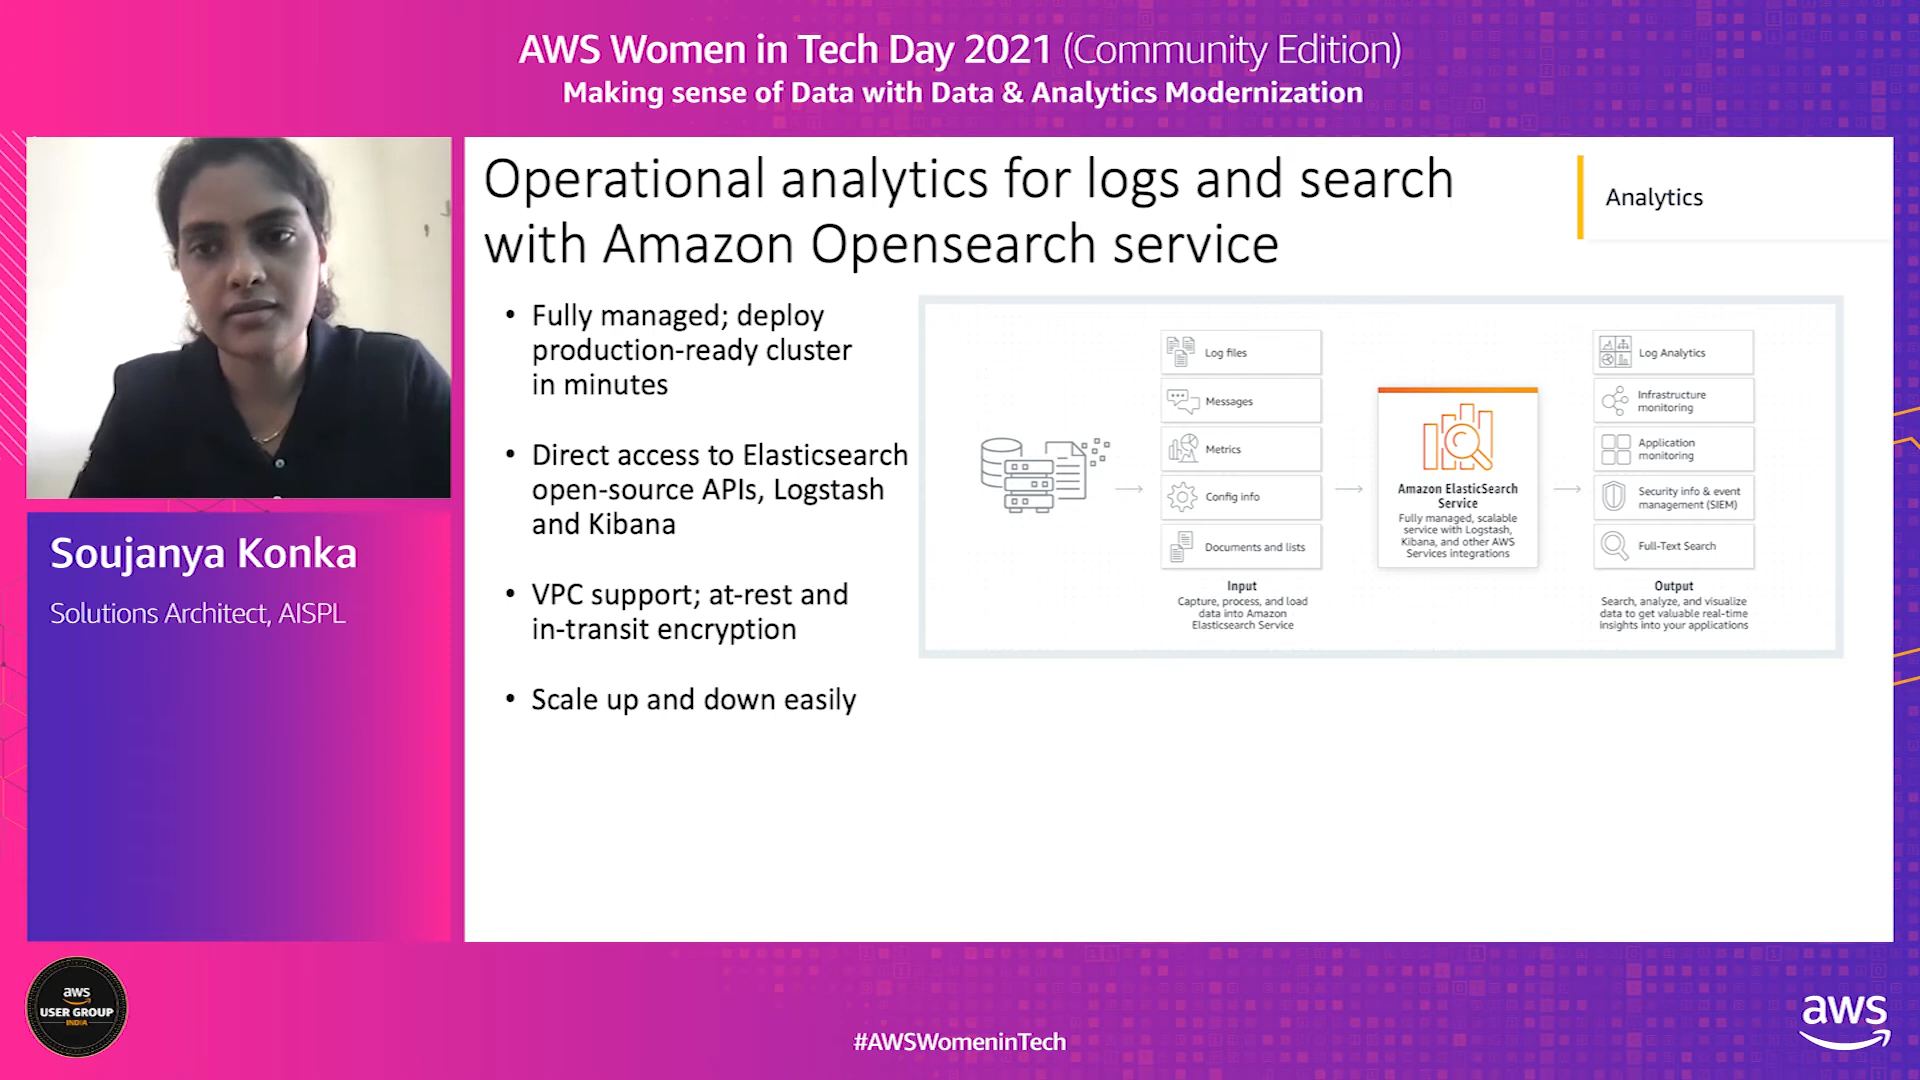 AWS Women in Tech Day 2021 (Community Edition)
Making sense of Data with Data & Analytics Modernization
Soujanya Konka
Solutions Architect, AISPL
Operational analytics for logs and search
with Amazon Opensearch service
Analytics
• Fully managed; deploy
production-ready cluster
in minutes
• Direct access to Elasticsearch
open-source APIs, Logstash
and Kibana
• VPC support; at-rest and
in-transit encryption
• Scale up and down easily
Log files
Messages
Metrics
Config info
Documents and lists
Input
Capture, process, and load
data into Amazon
Elasticsearch Service
Amazon ElasticSearch
Service
Fully managed, scalable
service with Logstash,
Kibana, and other AWS
Services integrations
Log Analytics
Infrastructure
monitoring
Application
monitoring
Security info & event
management (SIEM)
Full-Text Search
Output
Search, analyze, and visualize
data to get valuable real-time
insights into your applications
aws
USER GROUP
INDIA
#AWSWomeninTech
aws